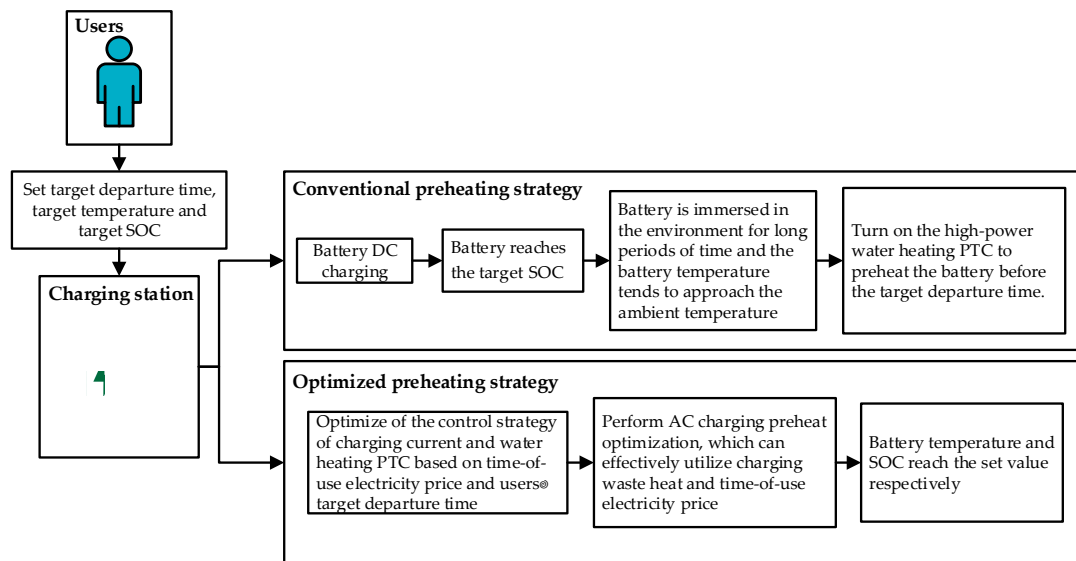 Users
Set target departure time,
target temperature and
target SOC
Charging station
Conventional preheating strategy
Battery DC
charging
Battery reaches
the target SOC
Battery is immersed in
the environment for long
periods of time and the
battery temperature
tends to approach the
ambient temperature
Turn on the high-power
water heating PTC to
preheat the battery before
the target departure time.
Optimized preheating strategy
Optimize of the control strategy
of charging current and water
heating PTC based on time-of-
use electricity price and users
target departure time
Perform AC charging preheat
optimization, which can
effectively utilize charging
waste heat and time-of-use
electricity price
Battery temperature and
SOC reach the set value
respectively